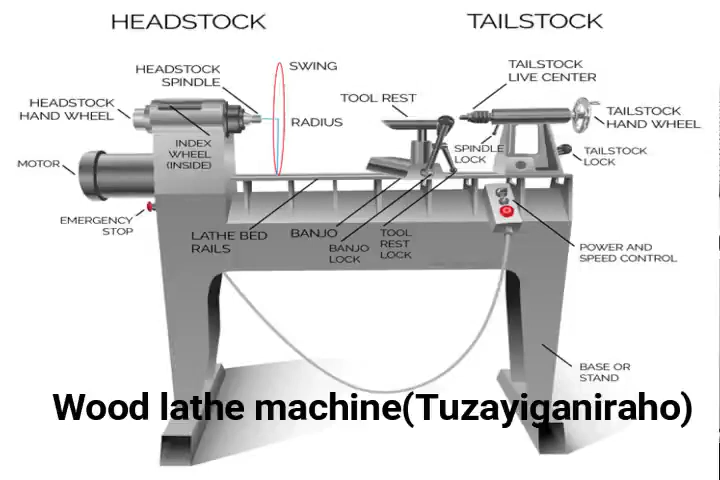 HEADSTOCK
TAILSTOCK
HEADSTOCK
SPINDLE
SWING
TAILSTOCK
LIVE CENTER
HEADSTOCK
HAND WHEEL
TOOL REST
TAILSTOCK
HAND WHEEL
RADIUS
INDEX
WHEEL
(INSIDE)
SPINDLE
LOCK
TAILSTOCK
LOCK
MOTOR
EMERGENCY
STOP
LATHE BED
RAILS
BANJO
BANJO
LOCK
TOOL
REST
LOCK
POWER AND
SPEED CONTROL
BASE OR
STAND
Wood lathe machine(Tuzayiganiraho)